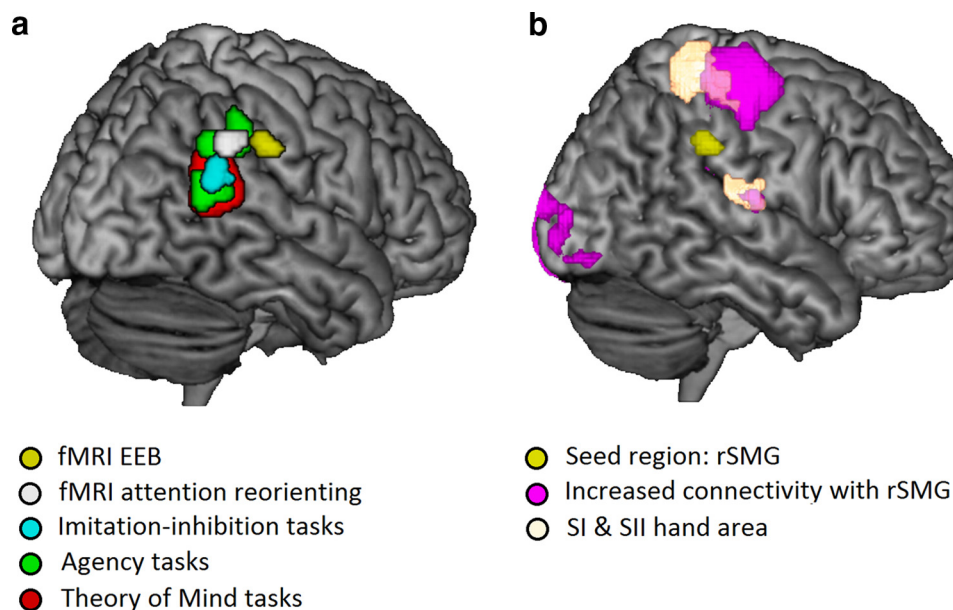 a
b
fMRI EEB
fMRI attention reorienting
Imitation-inhibition tasks
Agency tasks
Theory of Mind tasks
Seed region: rSMG
Increased connectivity with rSMG
SI & SII hand area